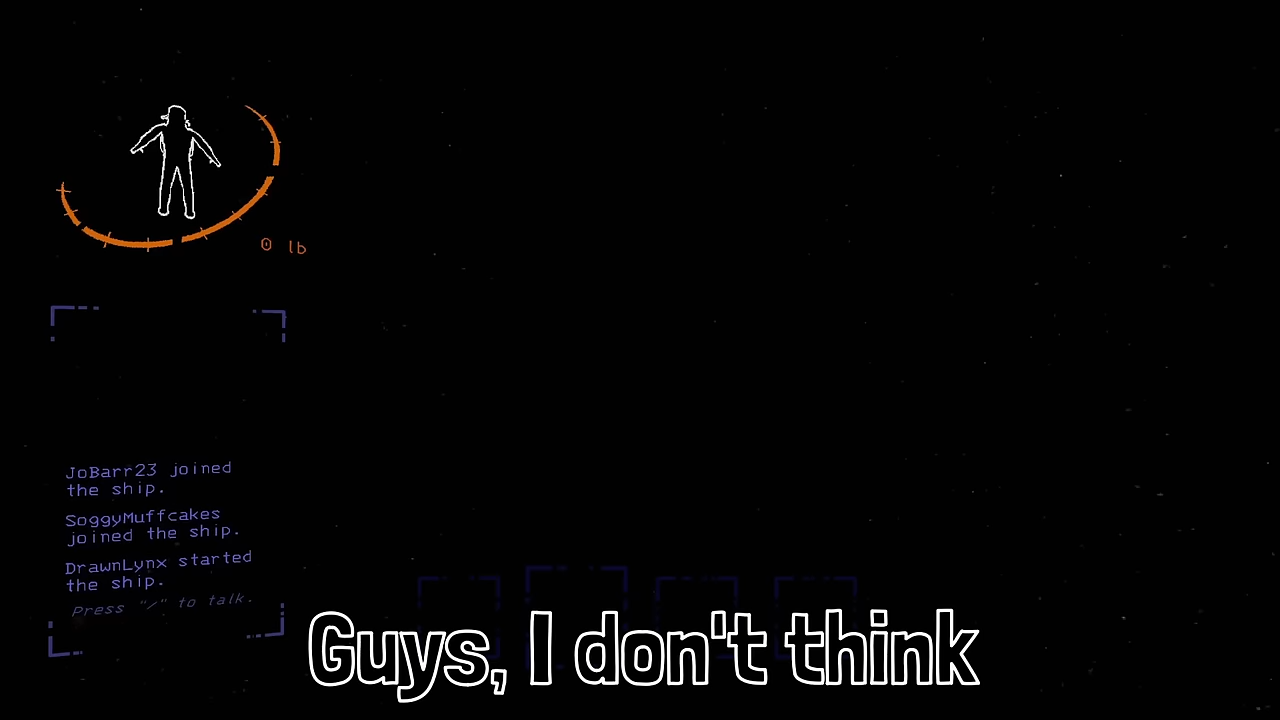 0 lb
JoBarr23 joined
the ship.
SoggyMuffcakes
joined the ship.
DrawnLynx started
the ship.
Press "/" to talk.
Guys, I don't think